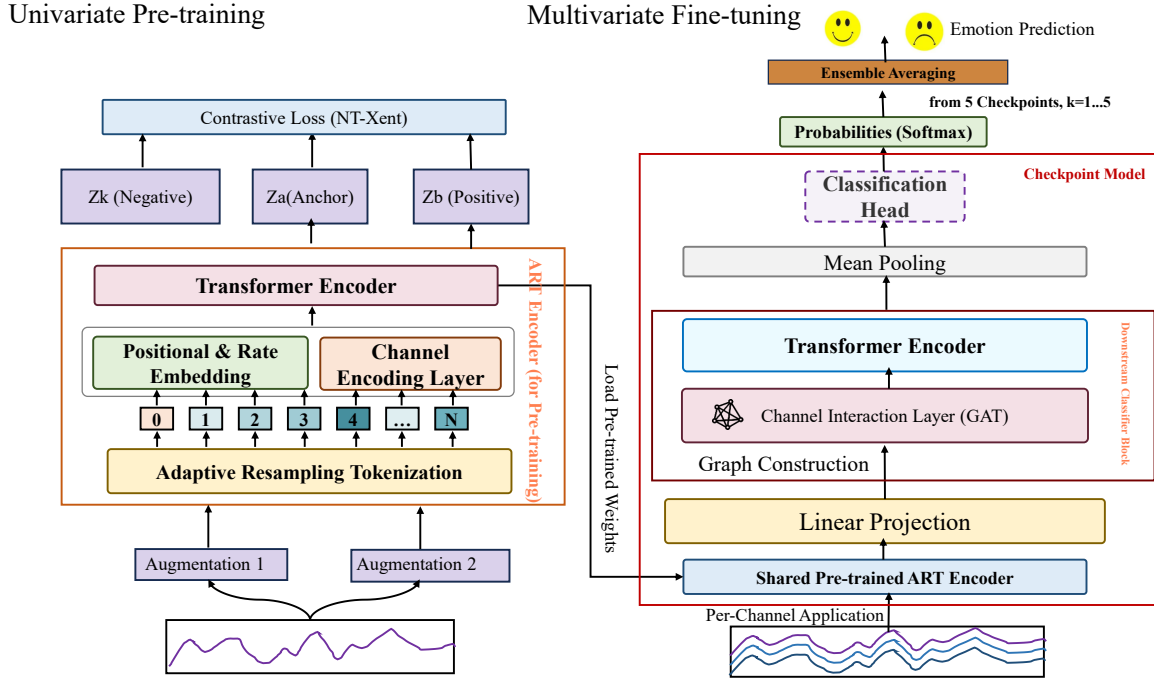 Univariate Pre-training
Contrastive Loss (NT-Xent)
Zk (Negative)
Za(Anchor)
Zb (Positive)
Transformer Encoder
Positional & Rate
Embedding
Channel
Encoding Layer
0 1 2 3 4 ... N
Adaptive Resampling Tokenization
ART Encoder (for Pre-training)
Augmentation 1
Augmentation 2
Load Pre-trained Weights
Multivariate Fine-tuning
Emotion Prediction
Ensemble Averaging
from 5 Checkpoints, k=1...5
Probabilities (Softmax)
Checkpoint Model
Classification
Head
Mean Pooling
Transformer Encoder
Channel Interaction Layer (GAT)
Graph Construction
Downstream Classifier Block
Linear Projection
Shared Pre-trained ART Encoder
Per-Channel Application